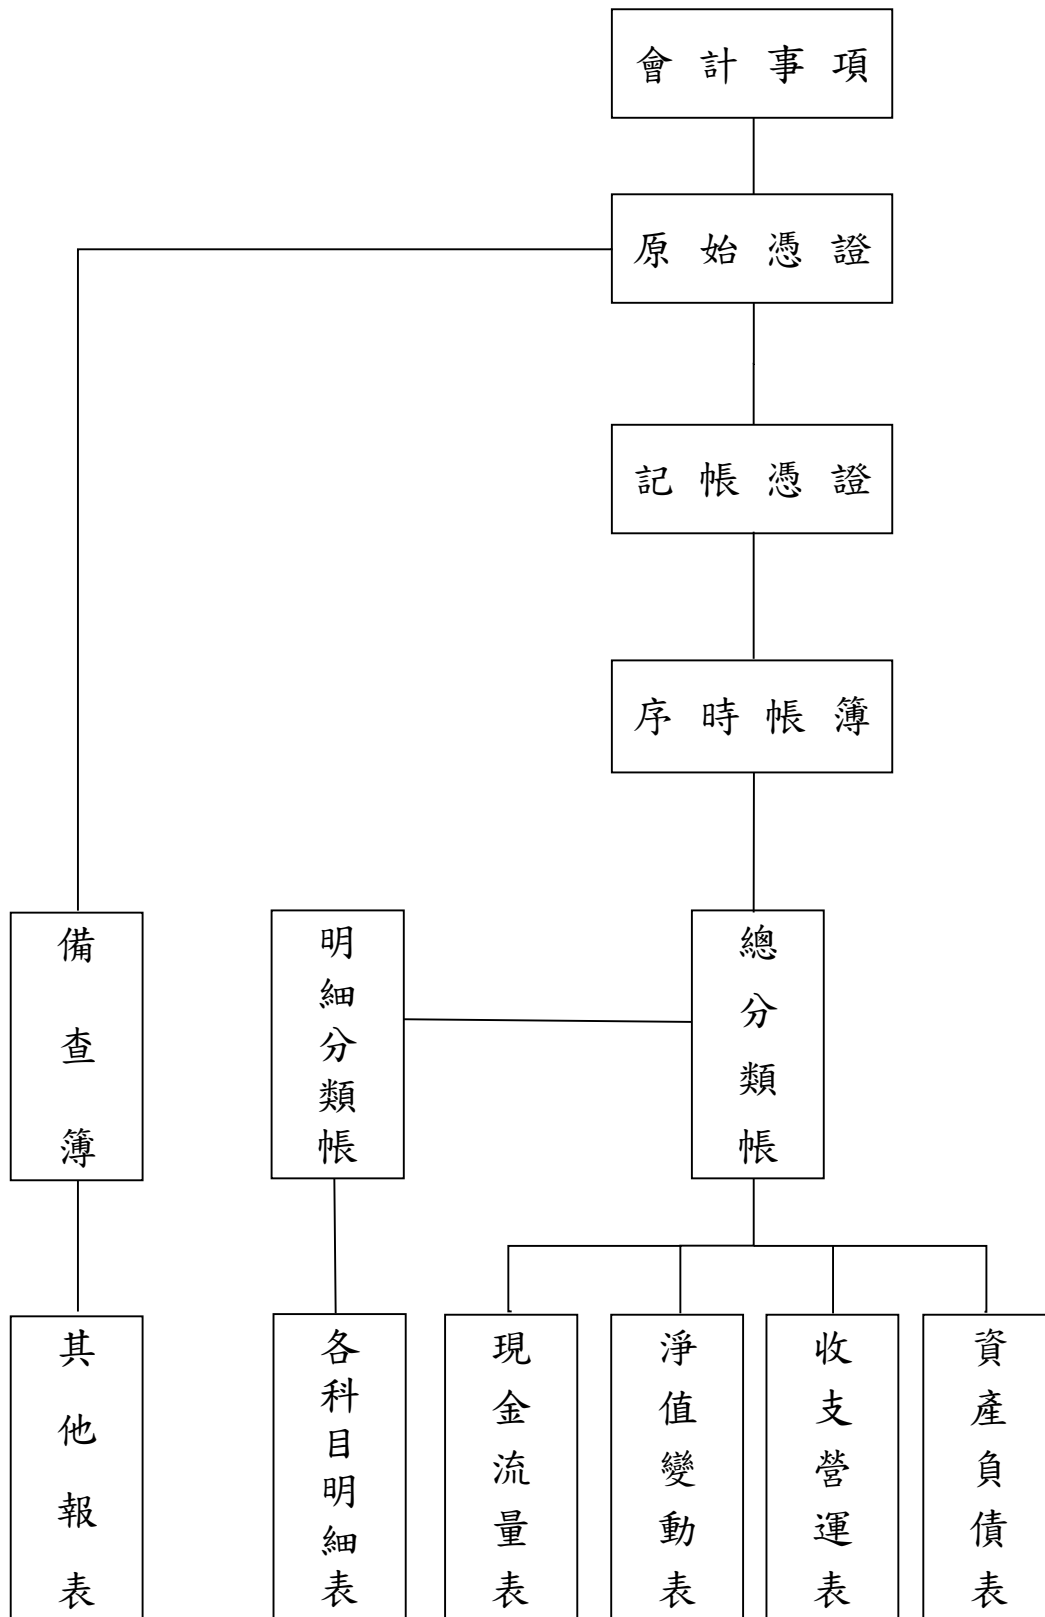 會計事項
原始憑證
記帳憑證
序時帳簿
備查簿
明細分類帳
總分類帳
其他報表
各科目明細表
現金流量表
淨值變動表
收支營運表
資產負債表